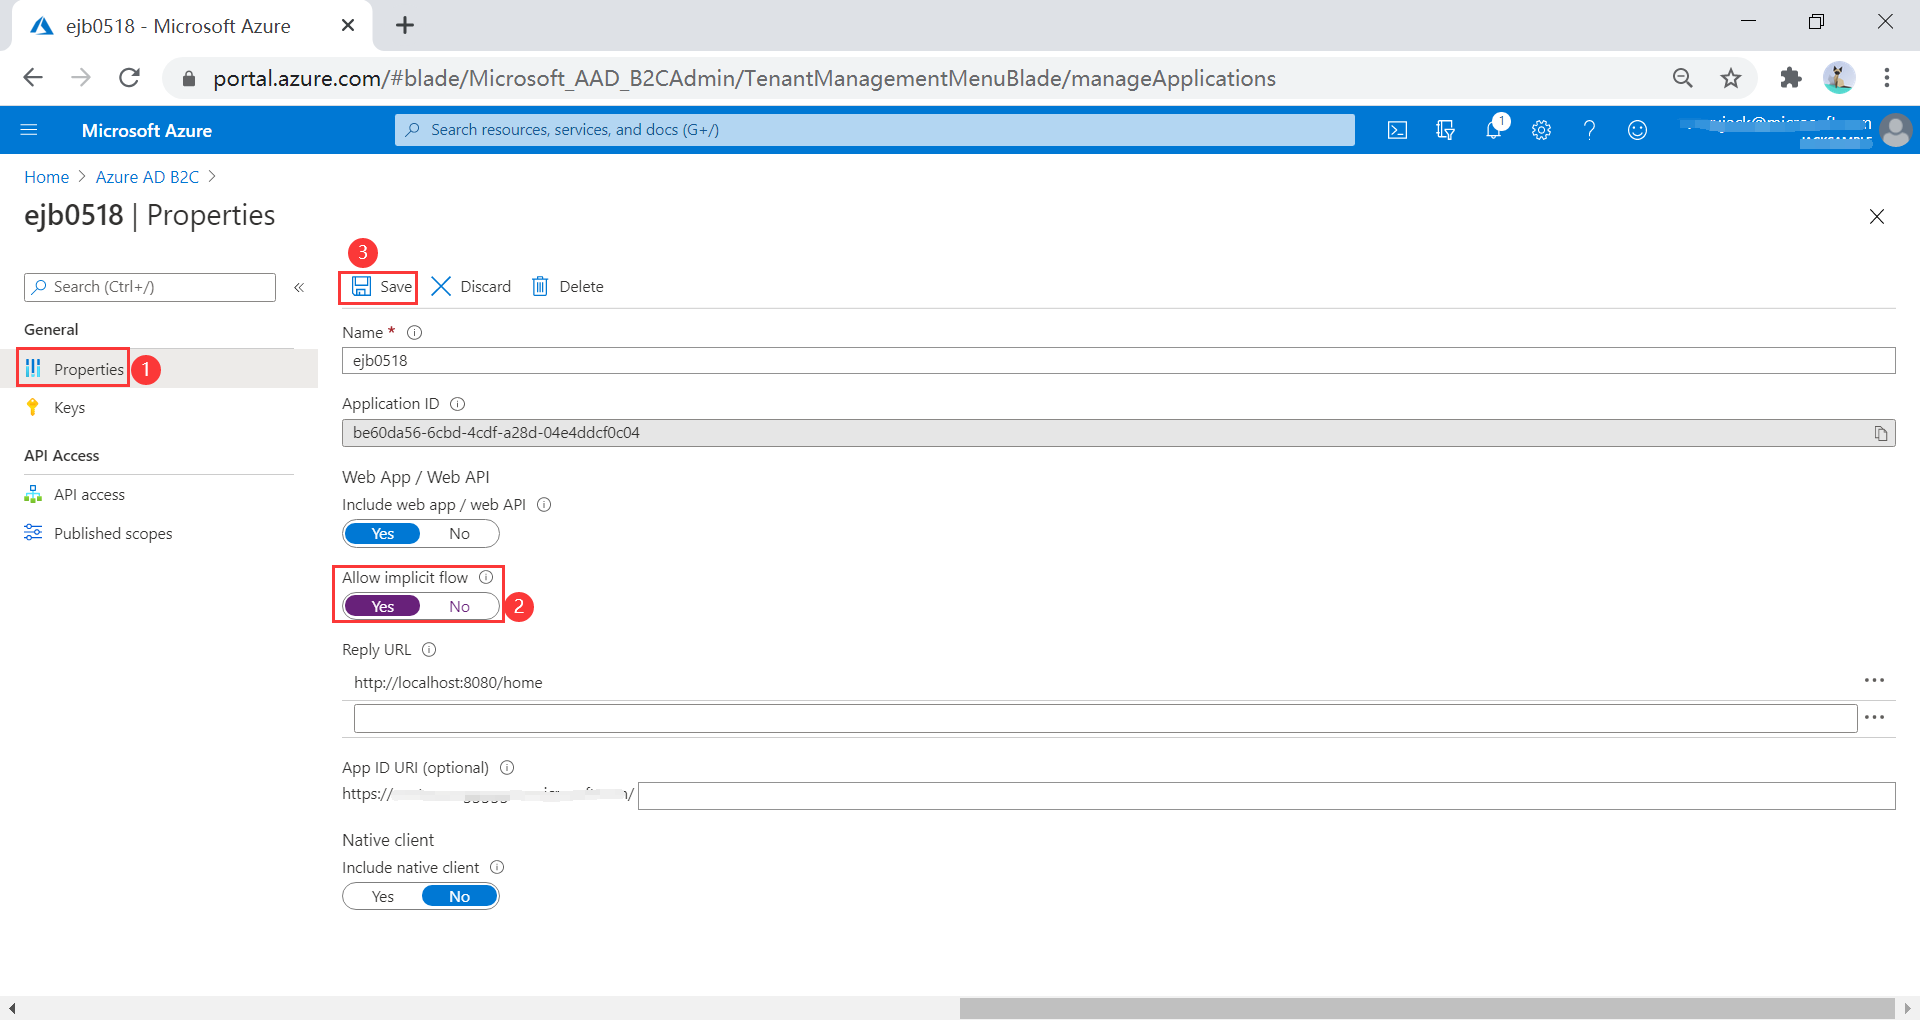 ejb0518 - Microsoft Azure
portal.azure.com/#blade/Microsoft_AAD_B2CAdmin/TenantManagementMenuBlade/manageApplications
Microsoft Azure
Search resources, services, and docs (G+/)
1
Home > Azure AD B2C >
ejb0518 | Properties
3
Search (Ctrl+/)
«
Save
Discard
Delete
General
Name *
Properties
1
ejb0518
Keys
Application ID
be60da56-6cbd-4cdf-a28d-04e4ddcf0c04
API Access
Web App / Web API
API access
Include web app / web API
Published scopes
Yes
No
Allow implicit flow
Yes
No
2
Reply URL
http://localhost:8080/home
App ID URI (optional)
https://
/
Native client
Include native client
Yes
No